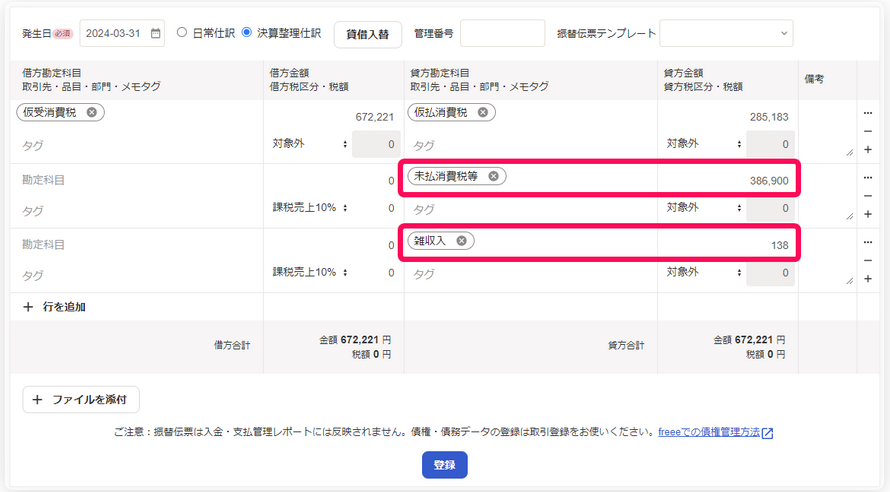 発生日 必須 2024-03-31 日常仕訳 決算整理仕訳 貸借入替 管理番号 振替伝票テンプレート
借方勘定科目 借方金額 貸方勘定科目 貸方金額 備考
取引先・品目・部門・メモタグ 借方税区分・税額 取引先・品目・部門・メモタグ 貸方税区分・税額
仮受消費税 672,221 仮払消費税 285,183
タグ 対象外 0 タグ 対象外 0
勘定科目 0 未払消費税等 386,900
タグ 課税売上10% 0 タグ 対象外 0
勘定科目 0 雑収入 138
タグ 課税売上10% 0 タグ 対象外 0
+ 行を追加
借方合計 金額 672,221 円 貸方合計 金額 672,221 円
税額 0 円 税額 0 円
+ ファイルを添付
ご注意：振替伝票は入金・支払管理レポートには反映されません。債権・債務データの登録は取引登録をお使いください。freeeでの債権管理方法
登録